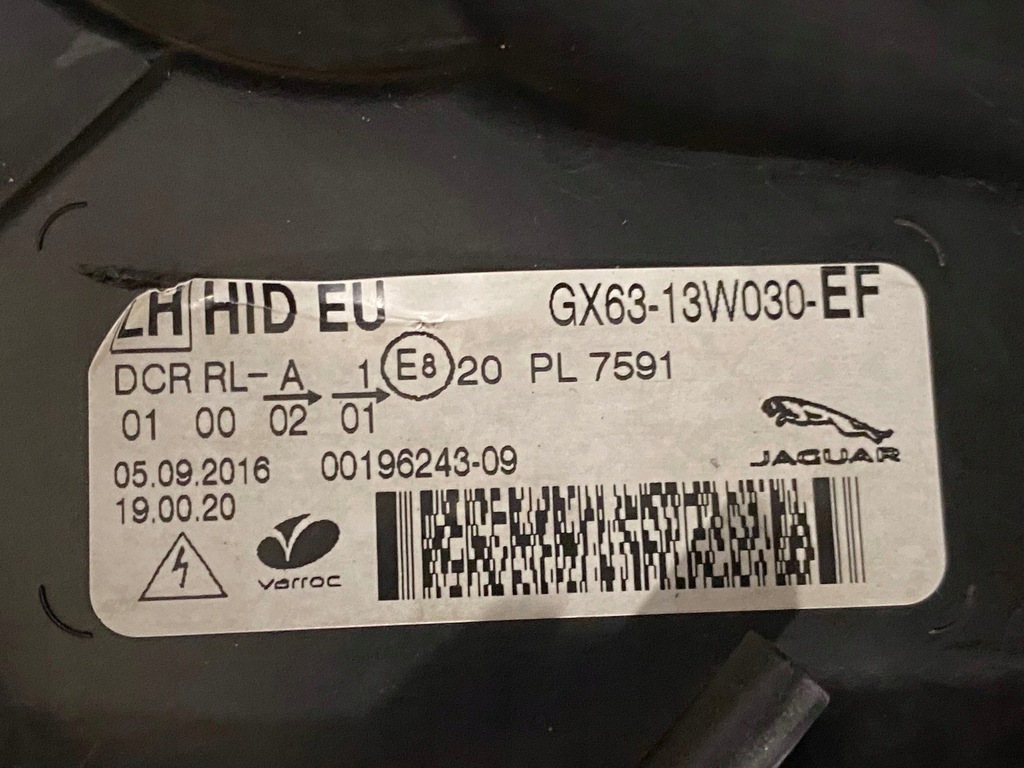 LH HID EU GX63-13W030-EF
DCR RL- A 1 E8 20 PL 7591
01 00 02 01
05.09.2016 00196243-09
19.00.20
JAGUAR
varroc